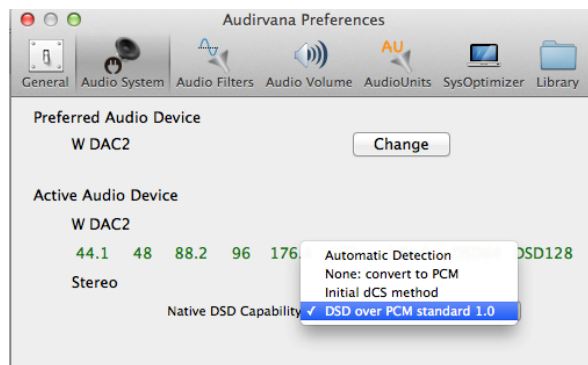 Audirvana Preferences
AU
General Audio System Audio Filters Audio Volume AudioUnits SysOptimizer Library
Preferred Audio Device
W DAC2
Change
Active Audio Device
W DAC2
44.1 48 88.2 96 176. DSD128
Automatic Detection
None: convert to PCM
Stereo
Initial dCS method
Native DSD Capability ✓ DSD over PCM standard 1.0